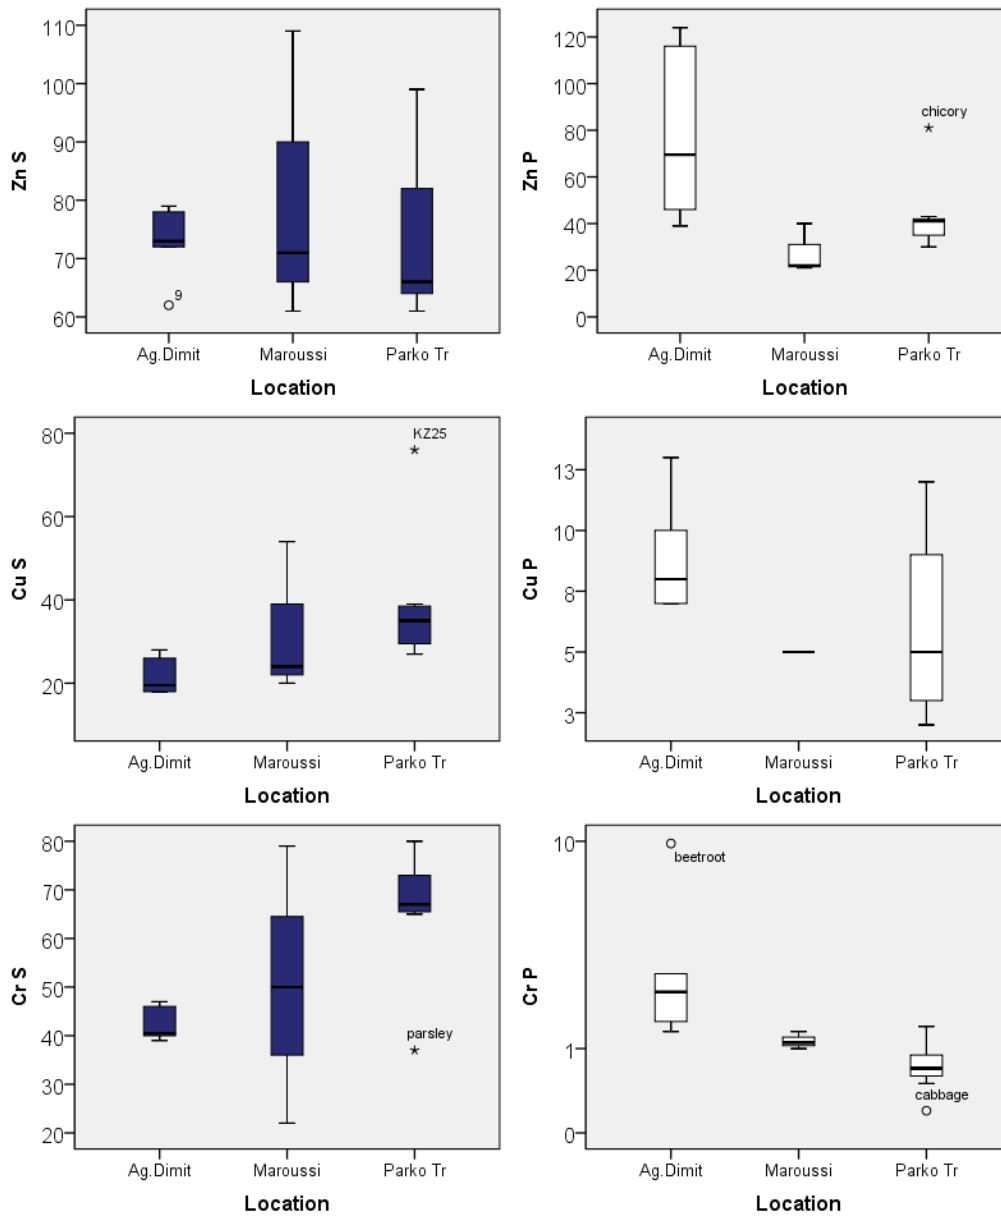 Zn S
110
100
90
80
70
60
9
Ag.Dimit Maroussi Parko Tr
Location
Zn P
120
100
80
60
40
20
0
chicory
Ag.Dimit Maroussi Parko Tr
Location
Cu S
80
60
40
20
KZ25
Ag.Dimit Maroussi Parko Tr
Location
Cu P
13
10
8
5
3
Ag.Dimit Maroussi Parko Tr
Location
Cr S
80
70
60
50
40
30
20
parsley
Ag.Dimit Maroussi Parko Tr
Location
Cr P
10
1
0
beetroot
cabbage
Ag.Dimit Maroussi Parko Tr
Location